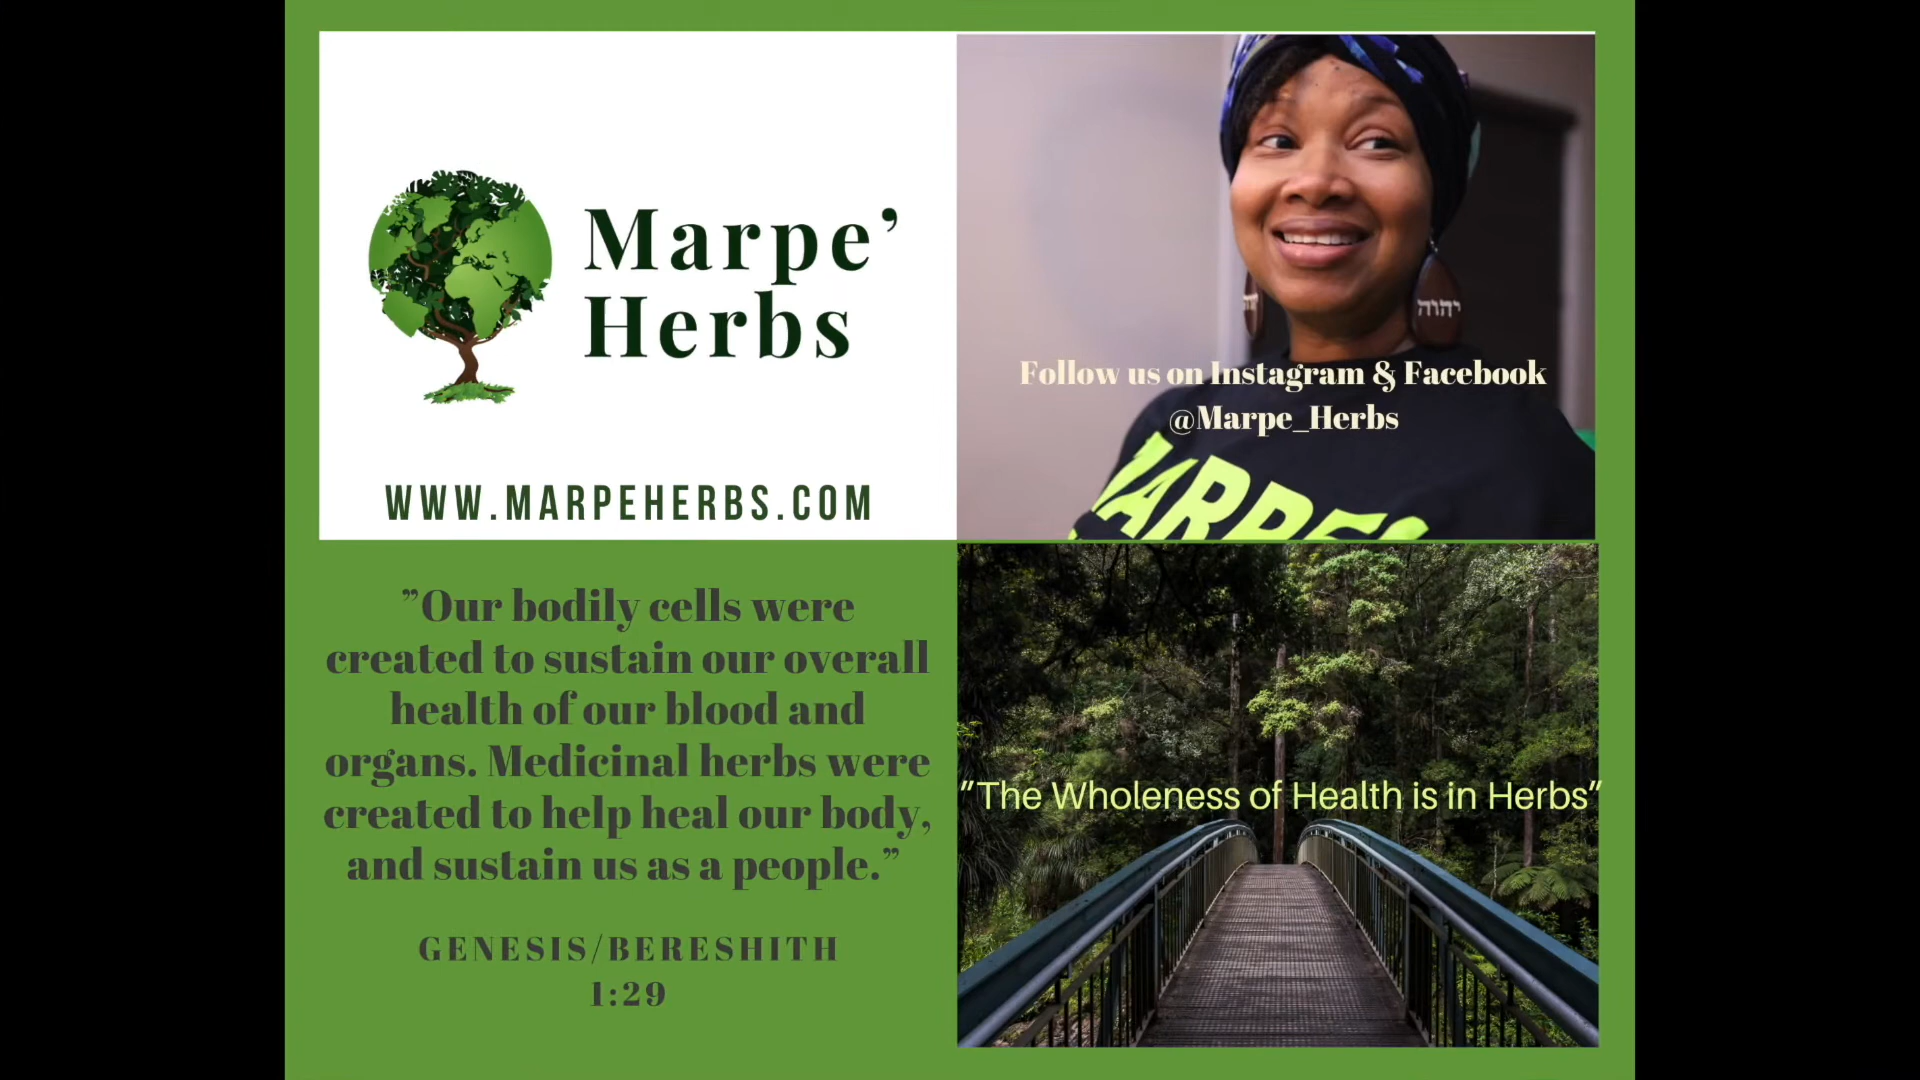 Marpe’
Herbs
WWW.MARPEHERBS.COM
יהוה
Follow us on Instagram & Facebook
@Marpe_Herbs
MARPE'
”Our bodily cells were
created to sustain our overall
health of our blood and
organs. Medicinal herbs were
created to help heal our body,
and sustain us as a people.”
GENESIS/BERESHITH
1:29
”The Wholeness of Health is in Herbs”